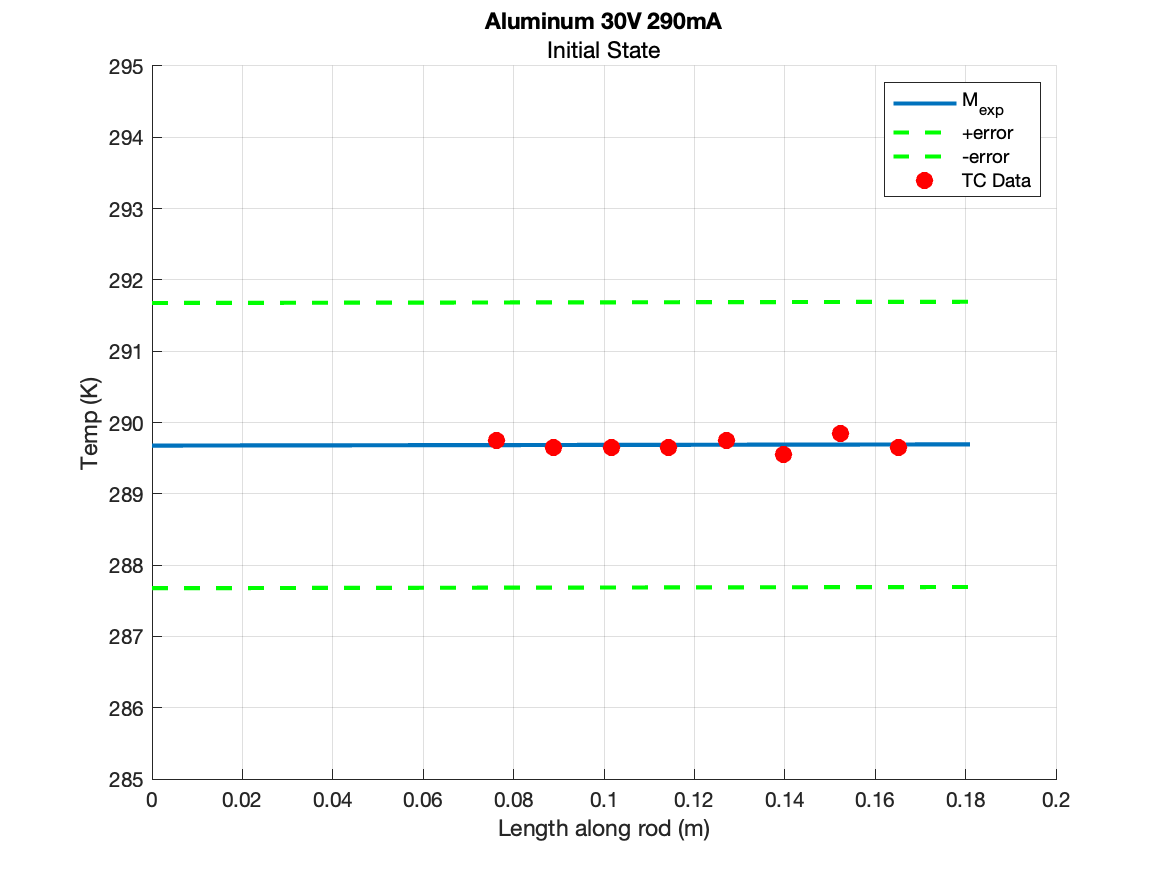 Aluminum 30V 290mA
Initial State
295
294
293
292
291
290
289
288
287
286
285
Temp (K)
M_exp
+error
-error
TC Data
0 0.02 0.04 0.06 0.08 0.1 0.12 0.14 0.16 0.18 0.2
Length along rod (m)